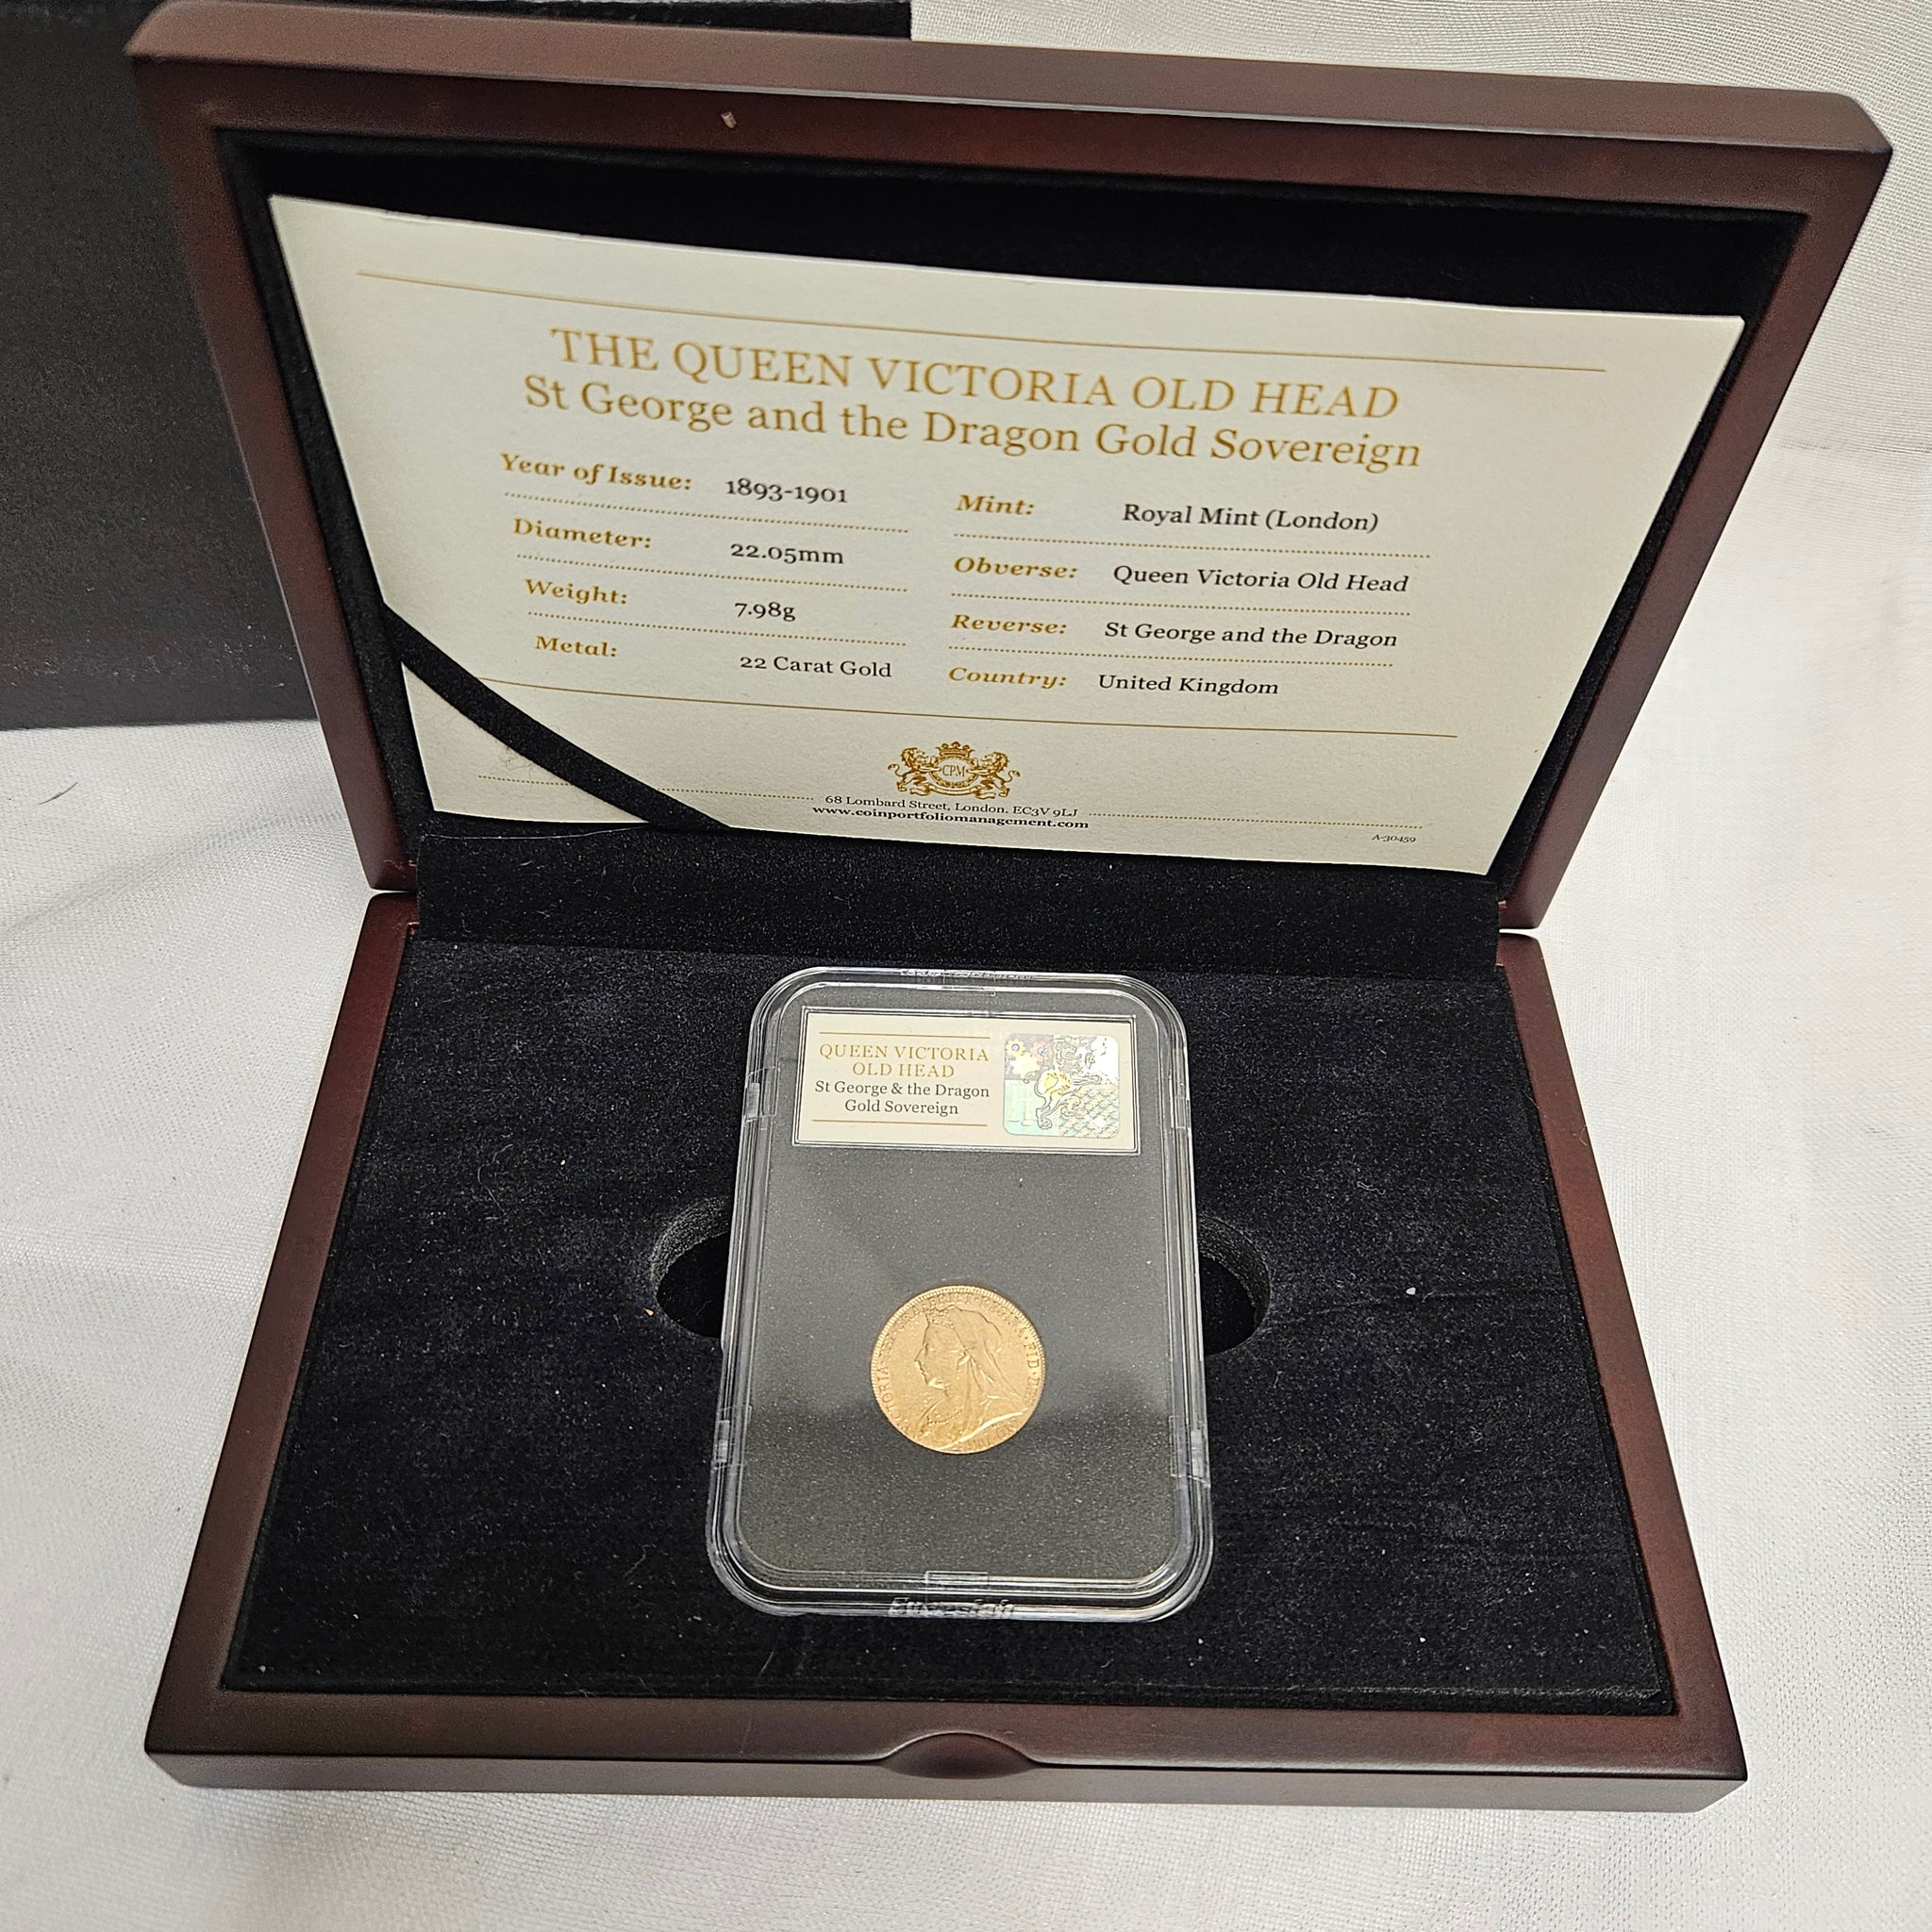 THE QUEEN VICTORIA OLD HEAD
St George and the Dragon Gold Sovereign
Year of Issue: 1893-1901
Diameter: 22.05mm
Weight: 7.98g
Metal: 22 Carat Gold
Mint: Royal Mint (London)
Obverse: Queen Victoria Old Head
Reverse: St George and the Dragon
Country: United Kingdom
CPM
68 Lombard Street, London. EC3V 9LJ
www.coinportfoliomanagement.com
A-30459
QUEEN VICTORIA
OLD HEAD
St George & the Dragon
Gold Sovereign
FID